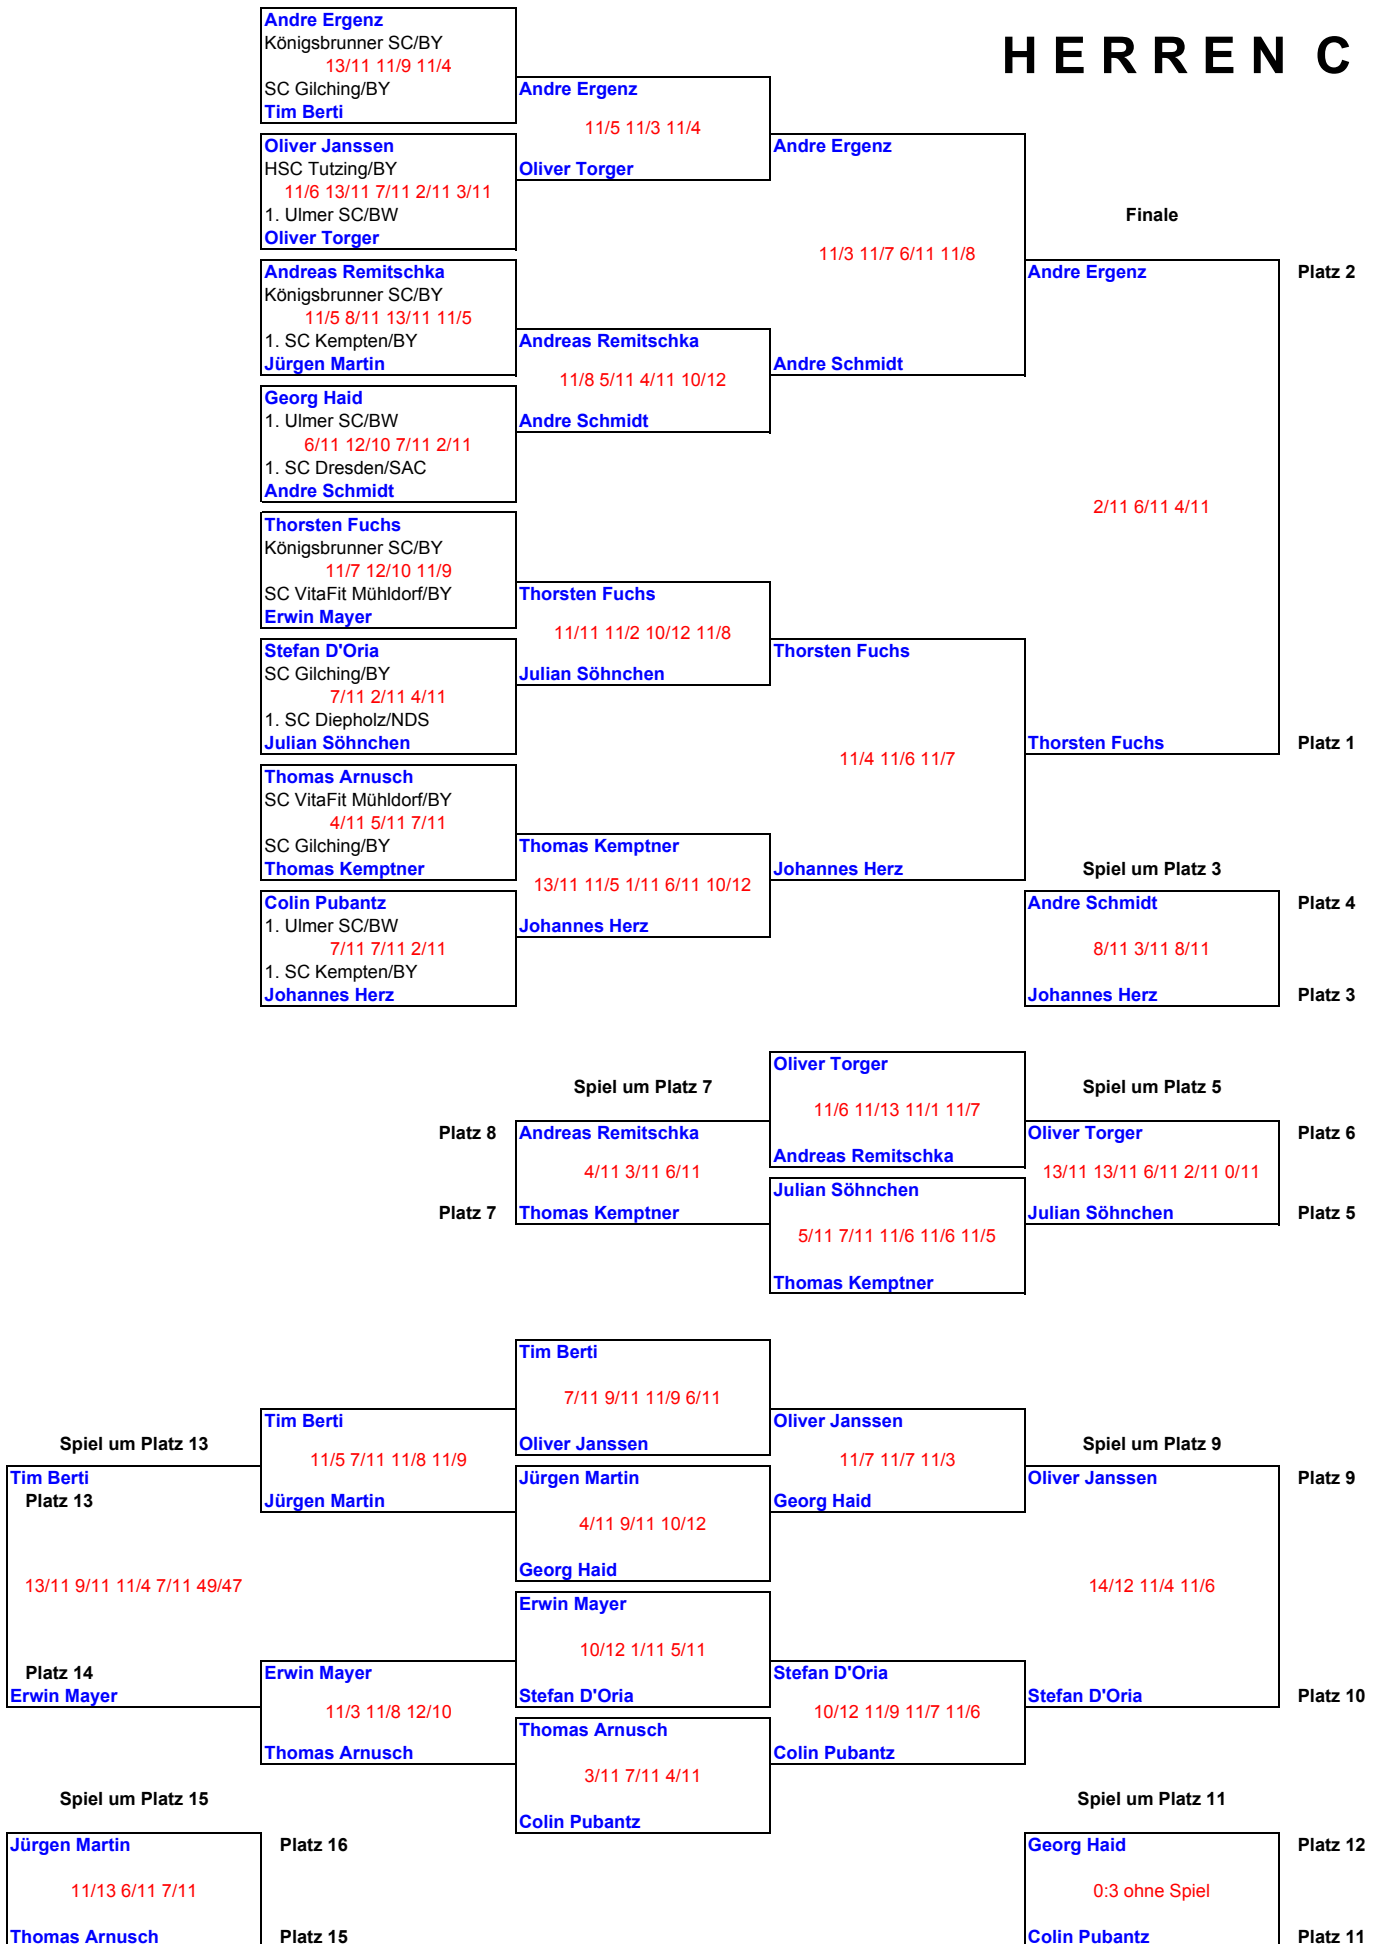 H E R R E N  C
Andre Ergenz
Königsbrunner SC/BY
13/11 11/9 11/4
SC Gilching/BY
Tim Berti
Oliver Janssen
HSC Tutzing/BY
11/6 13/11 7/11 2/11 3/11
1. Ulmer SC/BW
Oliver Torger
Andreas Remitschka
Königsbrunner SC/BY
11/5 8/11 13/11 11/5
1. SC Kempten/BY
Jürgen Martin
Georg Haid
1. Ulmer SC/BW
6/11 12/10 7/11 2/11
1. SC Dresden/SAC
Andre Schmidt
Thorsten Fuchs
Königsbrunner SC/BY
11/7 12/10 11/9
SC VitaFit Mühldorf/BY
Erwin Mayer
Stefan D'Oria
SC Gilching/BY
7/11 2/11 4/11
1. SC Diepholz/NDS
Julian Söhnchen
Thomas Arnusch
SC VitaFit Mühldorf/BY
4/11 5/11 7/11
SC Gilching/BY
Thomas Kemptner
Colin Pubantz
1. Ulmer SC/BW
7/11 7/11 2/11
1. SC Kempten/BY
Johannes Herz
Andre Ergenz
11/5 11/3 11/4
Oliver Torger
Andreas Remitschka
11/8 5/11 4/11 10/12
Andre Schmidt
Thorsten Fuchs
11/11 11/2 10/12 11/8
Julian Söhnchen
Thomas Kemptner
13/11 11/5 1/11 6/11 10/12
Johannes Herz
Andre Ergenz
11/3 11/7 6/11 11/8
Andre Schmidt
Thorsten Fuchs
11/4 11/6 11/7
Johannes Herz
Finale
Andre Ergenz Platz 2
2/11 6/11 4/11
Thorsten Fuchs Platz 1
Spiel um Platz 3
Andre Schmidt Platz 4
8/11 3/11 8/11
Johannes Herz Platz 3
Spiel um Platz 7
Platz 8 Andreas Remitschka
4/11 3/11 6/11
Platz 7 Thomas Kemptner
Oliver Torger
11/6 11/13 11/1 11/7
Andreas Remitschka
Julian Söhnchen
5/11 7/11 11/6 11/6 11/5
Thomas Kemptner
Spiel um Platz 5
Oliver Torger Platz 6
13/11 13/11 6/11 2/11 0/11
Julian Söhnchen Platz 5
Tim Berti
7/11 9/11 11/9 6/11
Oliver Janssen
Jürgen Martin
4/11 9/11 10/12
Georg Haid
Erwin Mayer
10/12 1/11 5/11
Stefan D'Oria
Thomas Arnusch
3/11 7/11 4/11
Colin Pubantz
Tim Berti
11/5 7/11 11/8 11/9
Jürgen Martin
Erwin Mayer
11/3 11/8 12/10
Thomas Arnusch
Spiel um Platz 13
Tim Berti
Platz 13
13/11 9/11 11/4 7/11 49/47
Platz 14
Erwin Mayer
Spiel um Platz 15
Jürgen Martin Platz 16
11/13 6/11 7/11
Thomas Arnusch Platz 15
Oliver Janssen
11/7 11/7 11/3
Georg Haid
Stefan D'Oria
10/12 11/9 11/7 11/6
Colin Pubantz
Spiel um Platz 9
Oliver Janssen Platz 9
14/12 11/4 11/6
Stefan D'Oria Platz 10
Spiel um Platz 11
Georg Haid Platz 12
0:3 ohne Spiel
Colin Pubantz Platz 11